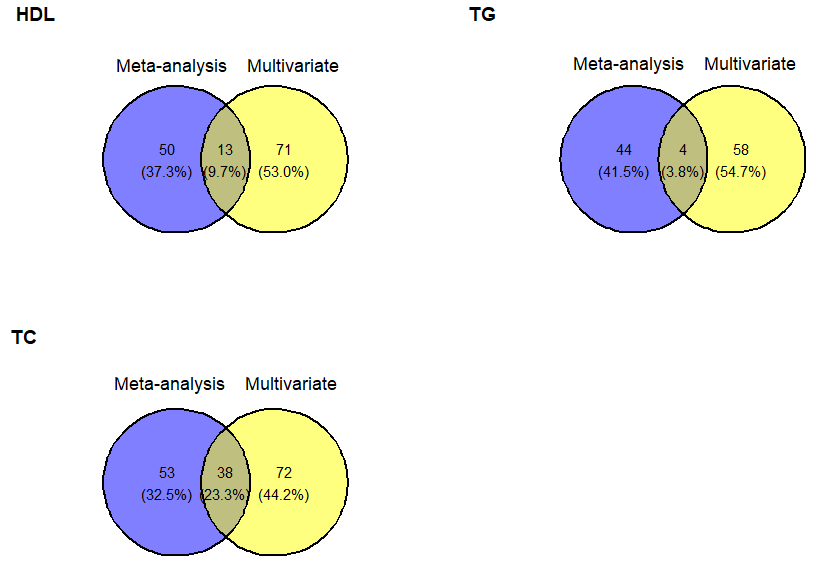 HDL
Meta-analysis Multivariate
50 13 71
(37.3%) (9.7%) (53.0%)
TG
Meta-analysis Multivariate
44 4 58
(41.5%) (3.8%) (54.7%)
TC
Meta-analysis Multivariate
53 38 72
(32.5%) (23.3%) (44.2%)